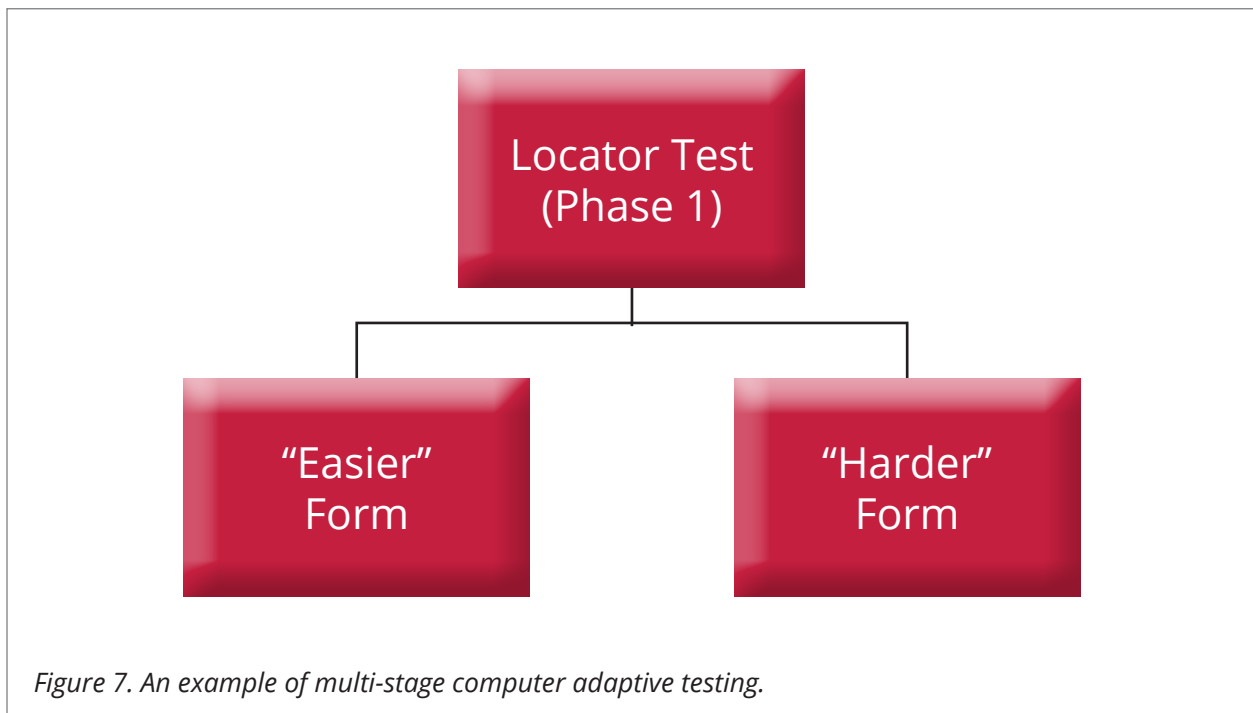 Locator Test
(Phase 1)
“Easier”
Form
“Harder”
Form
Figure 7. An example of multi-stage computer adaptive testing.